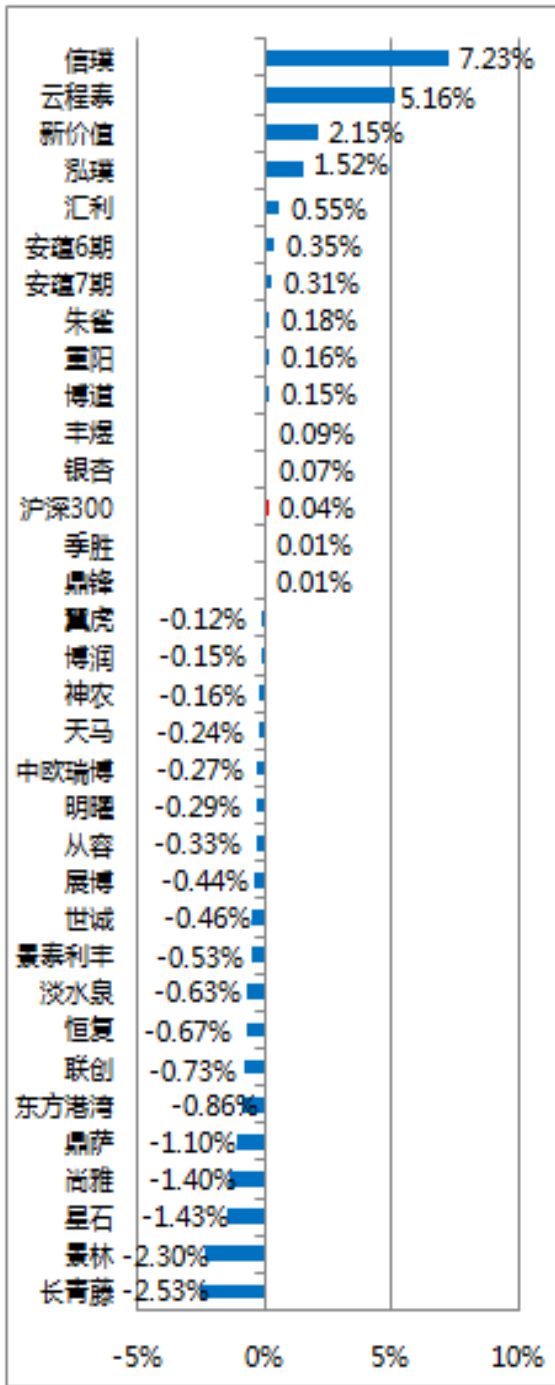 信璞 7.23%
云程泰 5.16%
新价值 2.15%
泓璞 1.52%
汇利 0.55%
安蕴6期 0.35%
安蕴7期 0.31%
朱雀 0.18%
重阳 0.16%
博道 0.15%
丰煜 0.09%
银杏 0.07%
沪深300 0.04%
季胜 0.01%
鼎锋 0.01%
翼虎 -0.12%
博润 -0.15%
神农 -0.16%
天马 -0.24%
中欧瑞博 -0.27%
明曜 -0.29%
从容 -0.33%
展博 -0.44%
世诚 -0.46%
景泰利丰 -0.53%
淡水泉 -0.63%
恒复 -0.67%
联创 -0.73%
东方港湾 -0.86%
鼎萨 -1.10%
尚雅 -1.40%
星石 -1.43%
景林 -2.30%
长青藤 -2.53%
-5% 0% 5% 10%